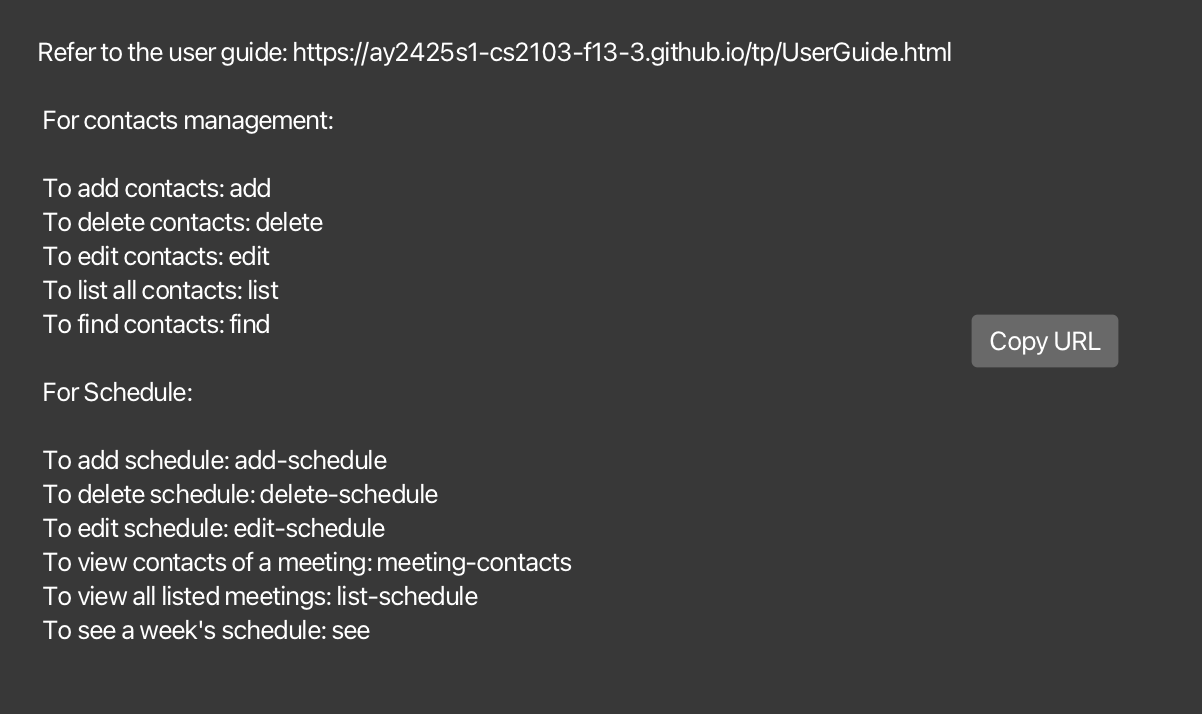 Refer to the user guide: https://ay2425s1-cs2103-f13-3.github.io/tp/UserGuide.html
For contacts management:
To add contacts: add
To delete contacts: delete
To edit contacts: edit
To list all contacts: list
To find contacts: find
Copy URL
For Schedule:
To add schedule: add-schedule
To delete schedule: delete-schedule
To edit schedule: edit-schedule
To view contacts of a meeting: meeting-contacts
To view all listed meetings: list-schedule
To see a week's schedule: see